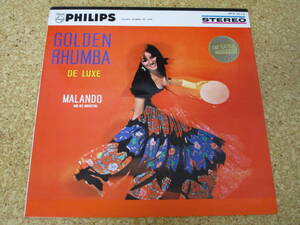 PHILIPS
STEREO
GOLDEN
RHUMBA
DE LUXE
MALANDO
AND HIS ORCHESTRA